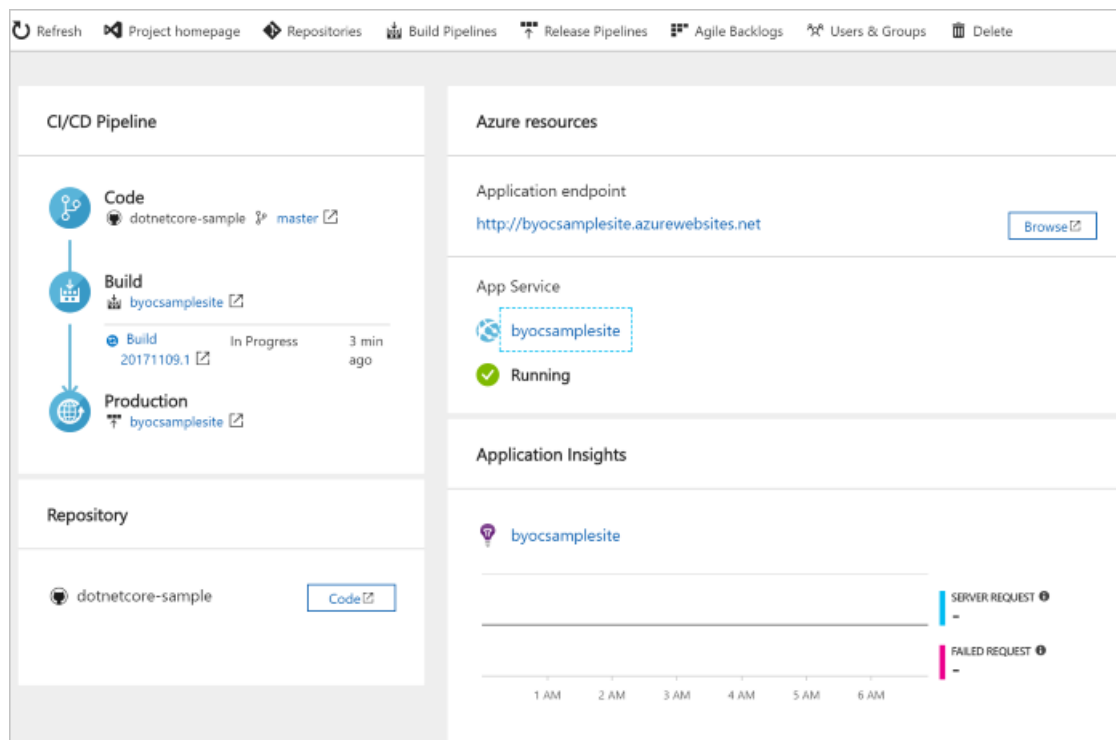 Refresh Project homepage Repositories Build Pipelines Release Pipelines Agile Backlogs Users & Groups Delete
CI/CD Pipeline
Code
dotnetcore-sample master
Build
byocsamplesite
Build 20171109.1 In Progress 3 min ago
Production
byocsamplesite
Repository
dotnetcore-sample Code
Azure resources
Application endpoint
http://byocsamplesite.azurewebsites.net Browse
App Service
byocsamplesite
Running
Application Insights
byocsamplesite
SERVER REQUEST
-
FAILED REQUEST
-
1 AM 2 AM 3 AM 4 AM 5 AM 6 AM